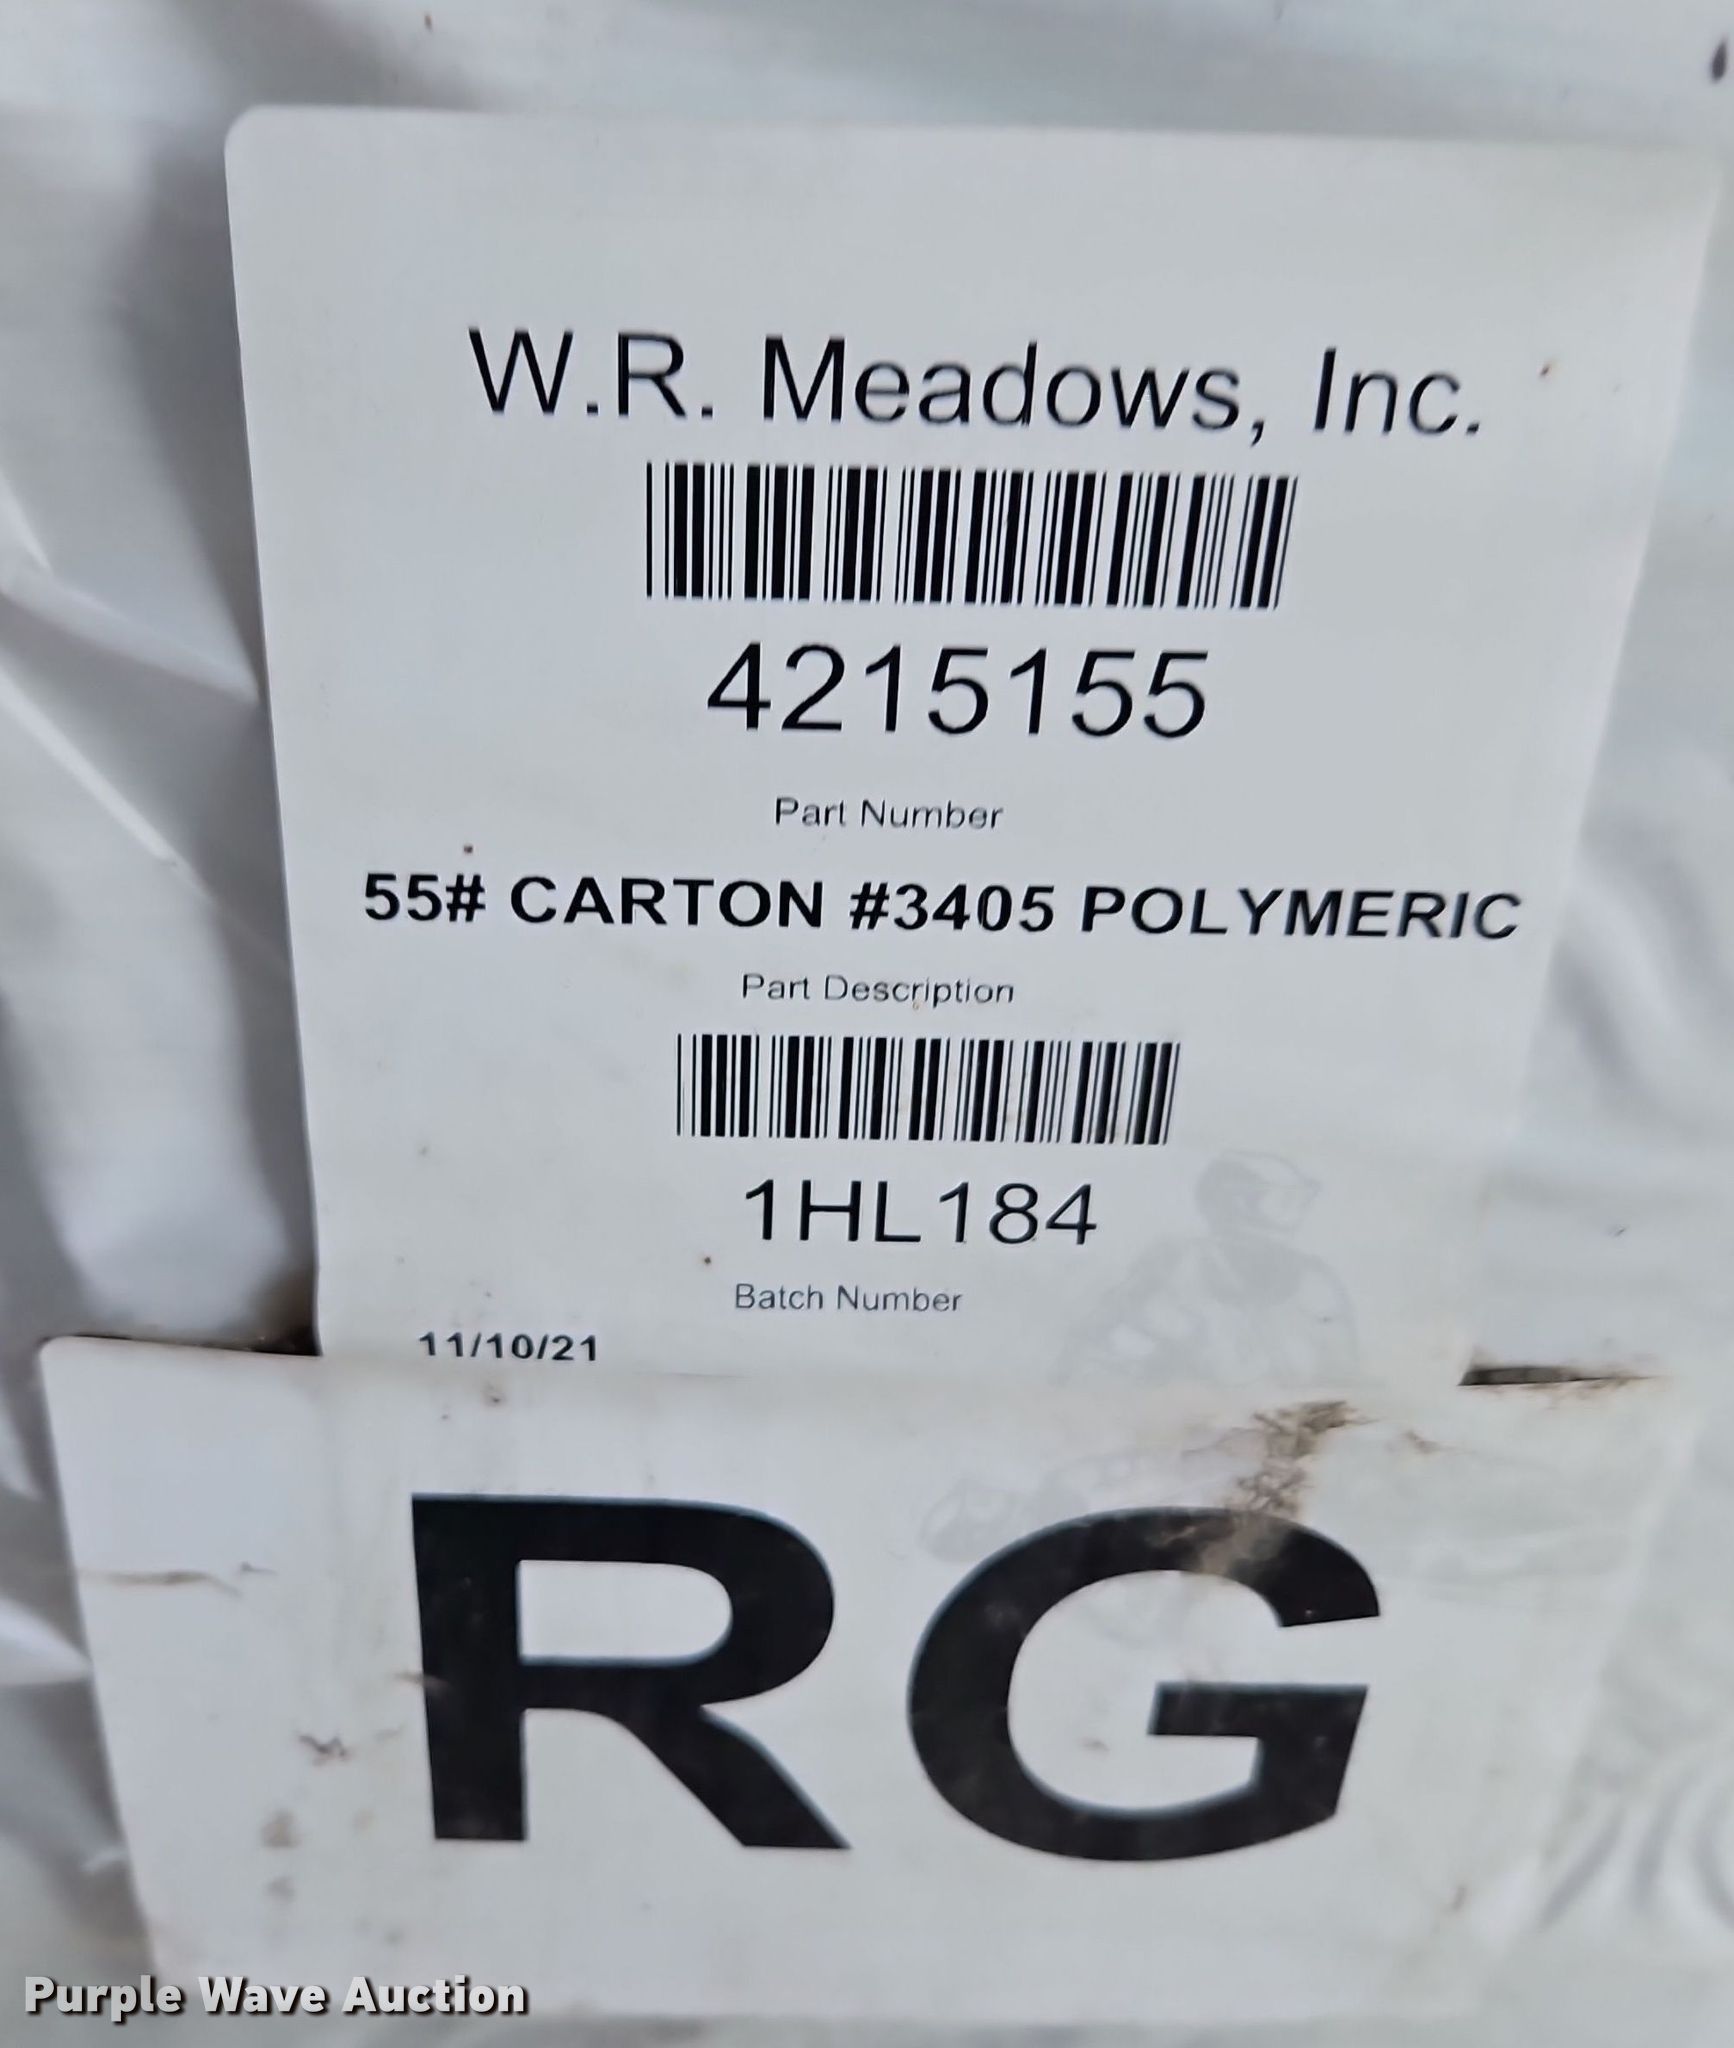 W.R. Meadows, Inc.
4215155
Part Number
55# CARTON #3405 POLYMERIC
Part Description
1HL184
Batch Number
11/10/21
RG
Purple Wave Auction